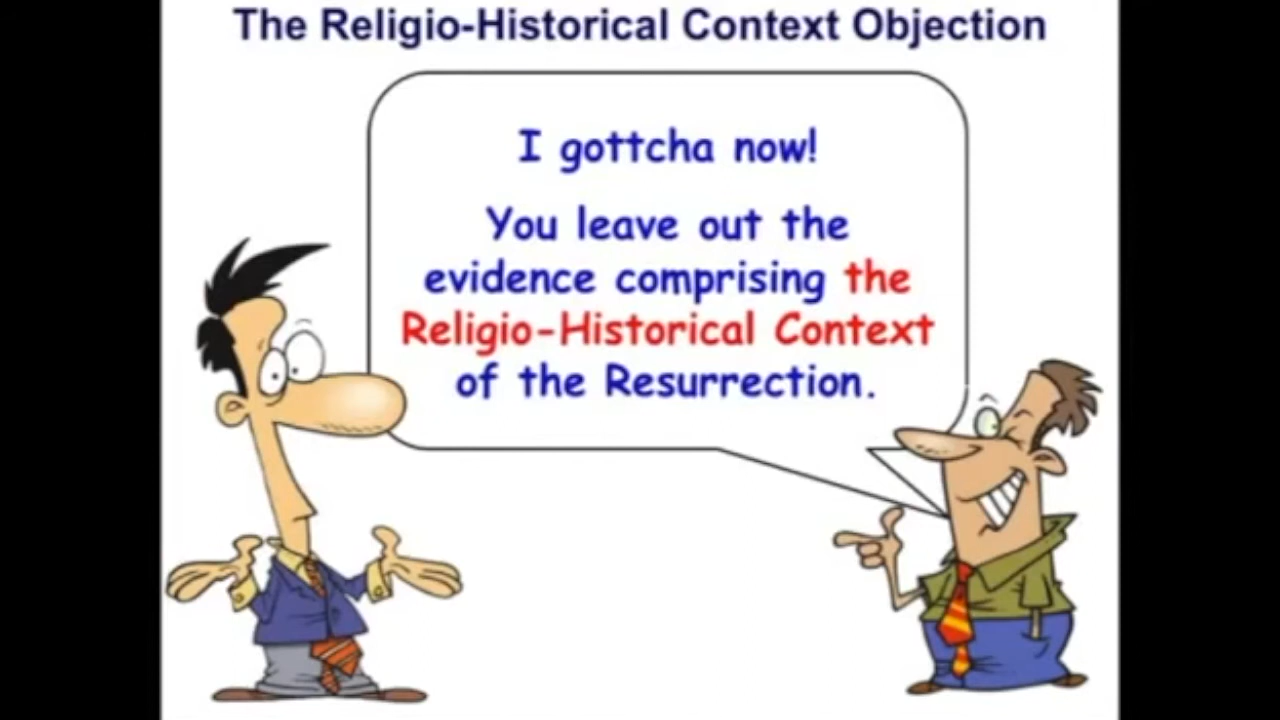 The Religio-Historical Context Objection
I gottcha now!
You leave out the
evidence comprising the
Religio-Historical Context
of the Resurrection.